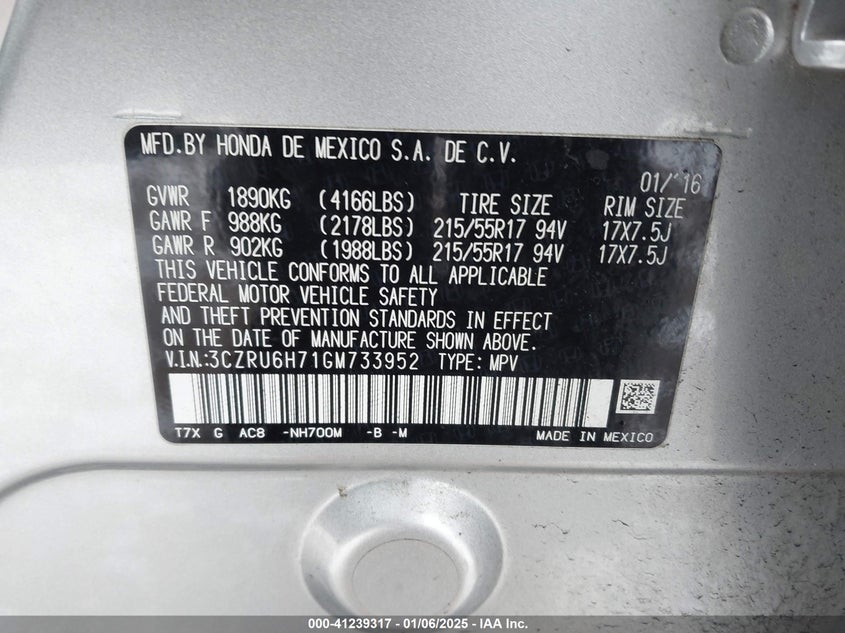 MFD.BY HONDA DE MEXICO S.A. DE C.V.
01/'16
GVWR 1890KG (4166LBS) TIRE SIZE RIM SIZE
GAWR F 988KG (2178LBS) 215/55R17 94V 17X7.5J
GAWR R 902KG (1988LBS) 215/55R17 94V 17X7.5J
THIS VEHICLE CONFORMS TO ALL APPLICABLE
FEDERAL MOTOR VEHICLE SAFETY
AND THEFT PREVENTION STANDARDS IN EFFECT
ON THE DATE OF MANUFACTURE SHOWN ABOVE.
V.I.N.:3CZRU6H71GM733952 TYPE: MPV
T7X G AC8 -NH700M -B -M MADE IN MEXICO
000-41239317 - 01/06/2025 - IAA Inc.